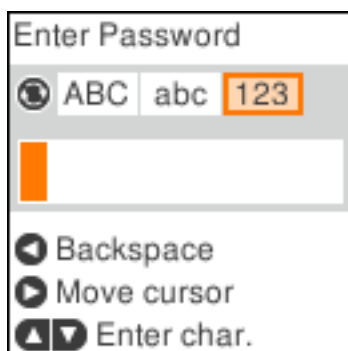 Enter Password
ABC abc 123
Backspace
Move cursor
Enter char.